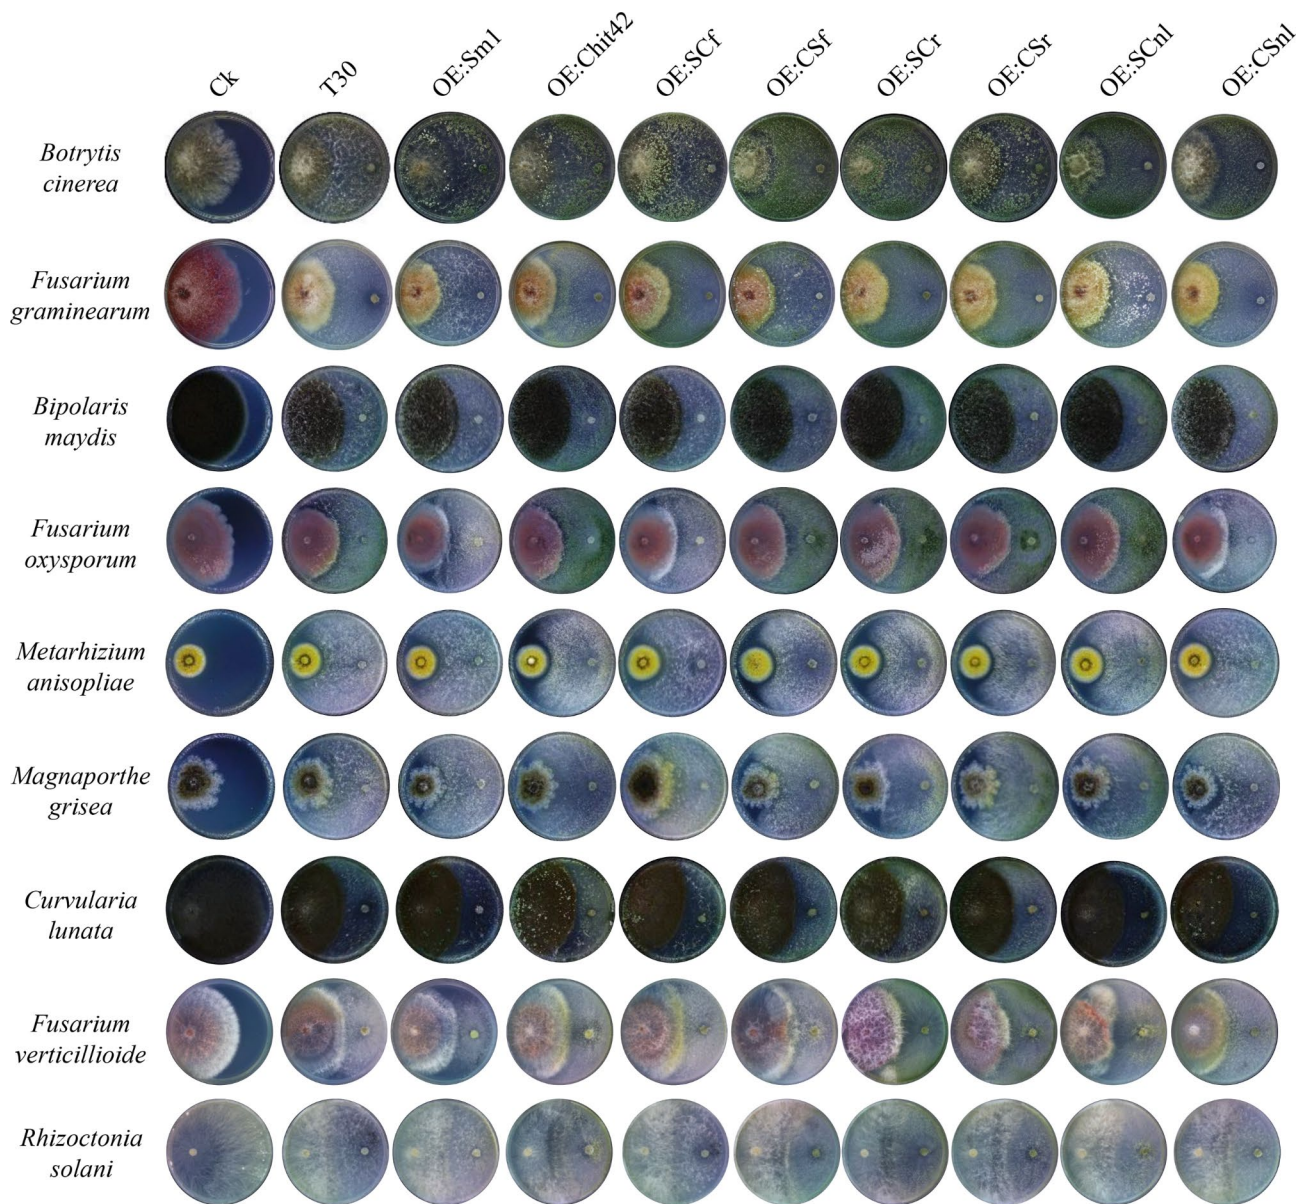 Ck
T30
OE:Sm1
OE:Chit42
OE:SCf
OE:CSf
OE:SCr
OE:CSr
OE:SCnl
OE:CSnl
Botrytis
cinerea
Fusarium
graminearum
Bipolaris
maydis
Fusarium
oxysporum
Metarhizium
anisopliae
Magnaporthe
grisea
Curvularia
lunata
Fusarium
verticillioide
Rhizoctonia
solani